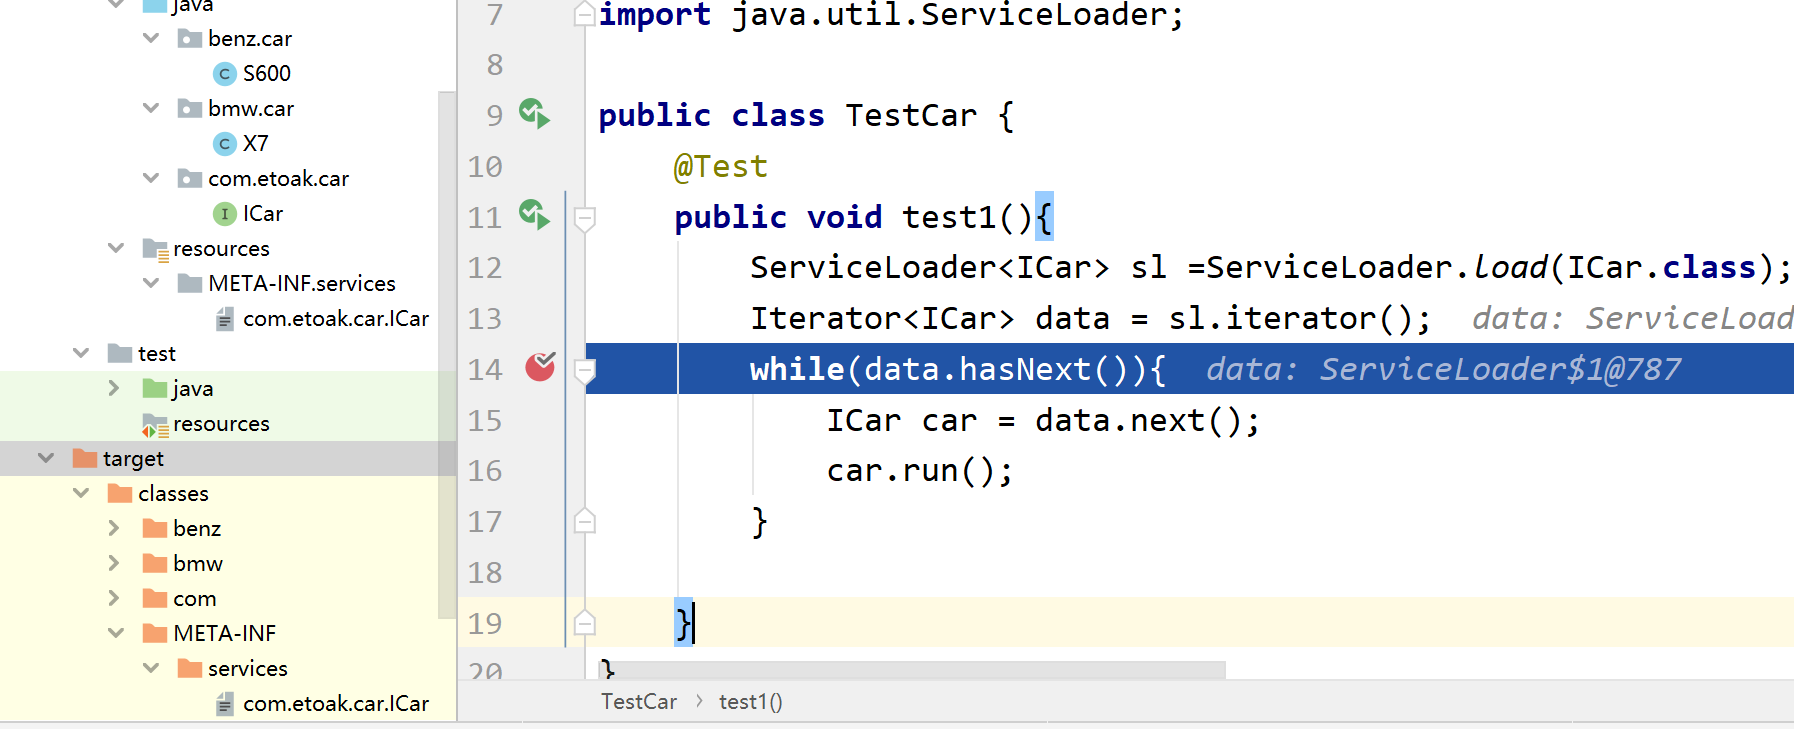 java
benz.car
C S600
bmw.car
C X7
com.etoak.car
I ICar
resources
META-INF.services
com.etoak.car.ICar
test
java
resources
target
classes
benz
bmw
com
META-INF
services
com.etoak.car.ICar
7 import java.util.ServiceLoader;
8
9 public class TestCar {
10 @Test
11 public void test1(){
12 ServiceLoader<ICar> sl =ServiceLoader.load(ICar.class);
13 Iterator<ICar> data = sl.iterator(); data: ServiceLoad
14 while(data.hasNext()){ data: ServiceLoader$1@787
15 ICar car = data.next();
16 car.run();
17 }
18
19 }
20 }
TestCar > test1()